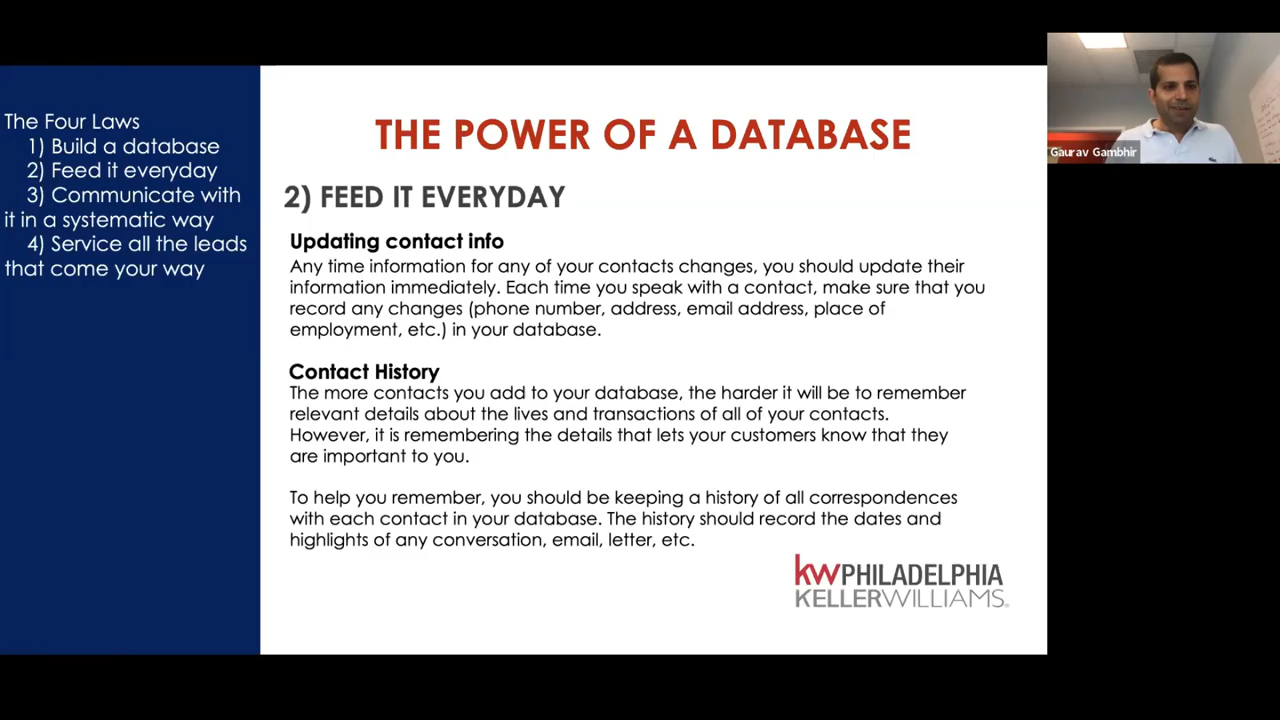 The Four Laws
1) Build a database
2) Feed it everyday
3) Communicate with
it in a systematic way
4) Service all the leads
that come your way
THE POWER OF A DATABASE
2) FEED IT EVERYDAY
Updating contact info
Any time information for any of your contacts changes, you should update their
information immediately. Each time you speak with a contact, make sure that you
record any changes (phone number, address, email address, place of
employment, etc.) in your database.
Contact History
The more contacts you add to your database, the harder it will be to remember
relevant details about the lives and transactions of all of your contacts.
However, it is remembering the details that lets your customers know that they
are important to you.
To help you remember, you should be keeping a history of all correspondences
with each contact in your database. The history should record the dates and
highlights of any conversation, email, letter, etc.
kwPHILADELPHIA
KELLERWILLIAMS®
Gaurav Gambhir